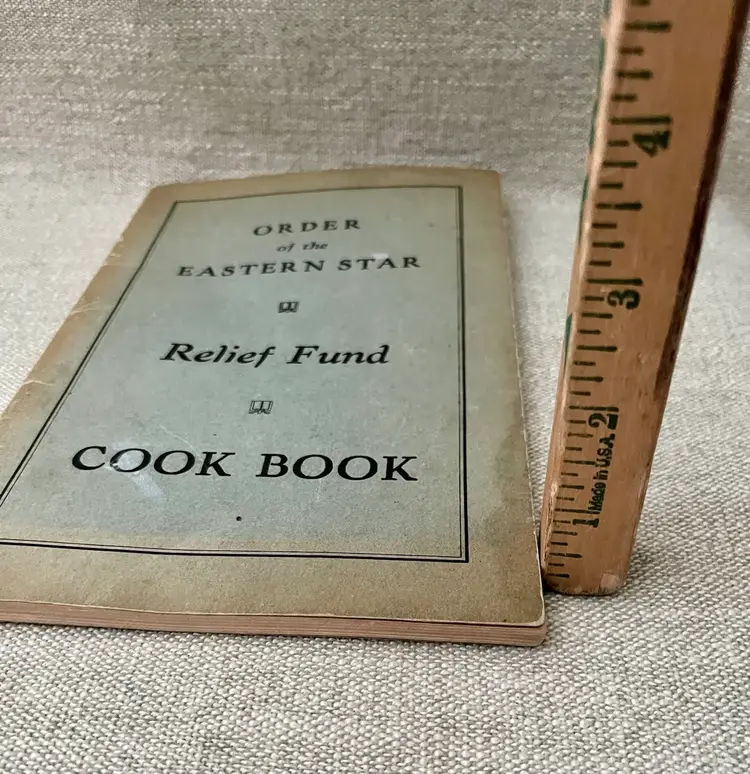 ORDER
of the
EASTERN STAR
Relief Fund
COOK BOOK
4
3
2
Made in U.S.A.
1